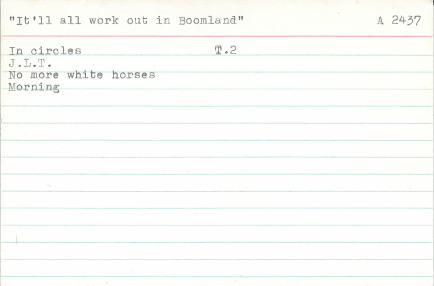 "It'll all work out in Boomland" A 2437
In circles T.2
J.L.T.
No more white horses
Morning